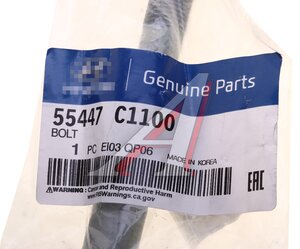 Genuine Parts
55447 C1100
BOLT
1 PC EI03 QP06 MADE IN KOREA
WARNING: Cancer and Reproductive Harm
www.P65Warnings.ca.gov
EAC